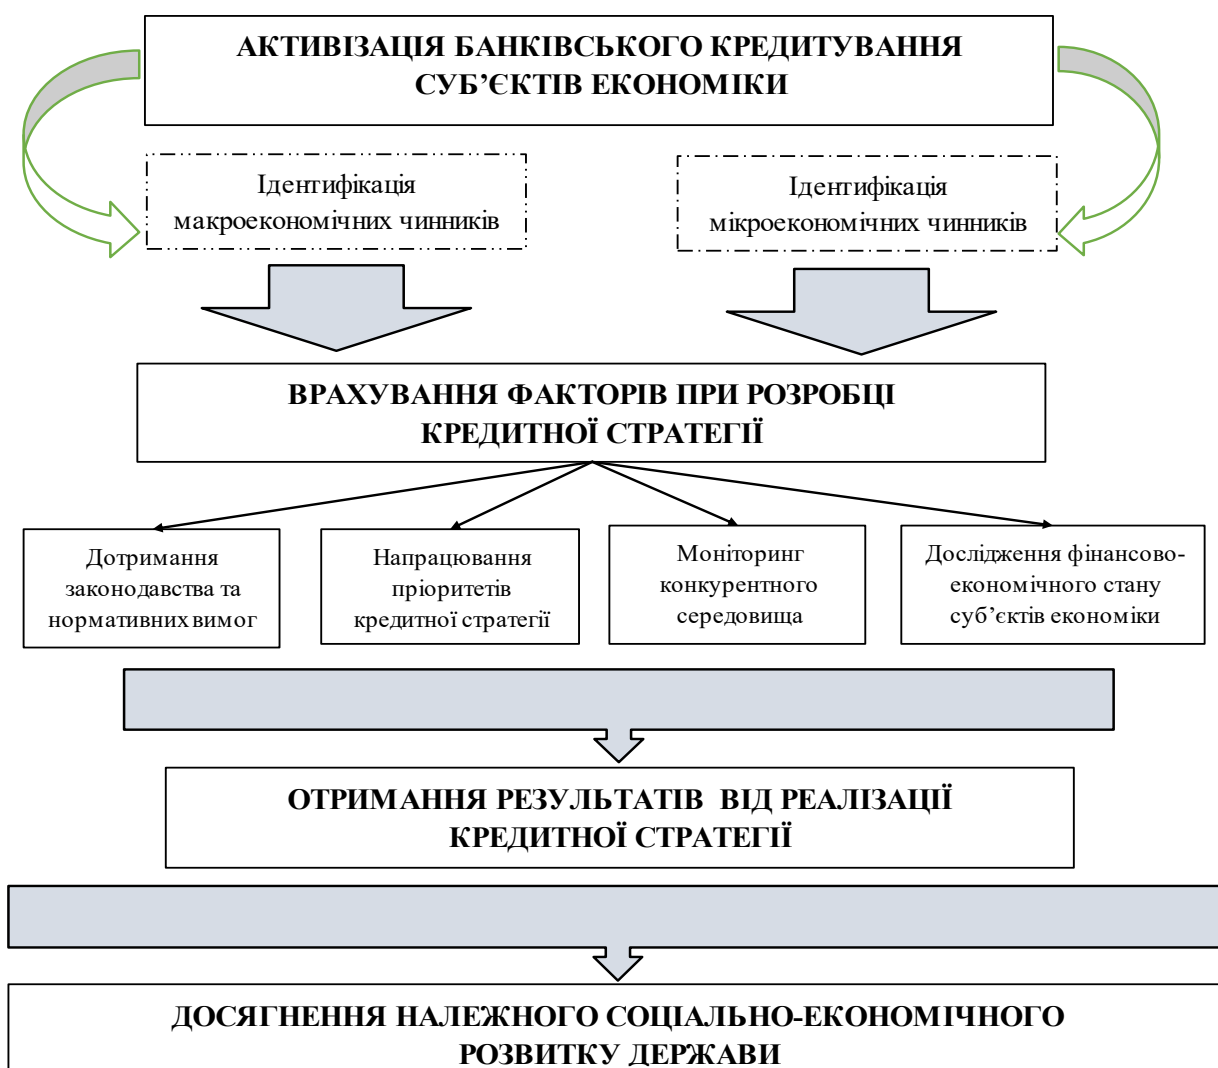 АКТИВІЗАЦІЯ БАНКІВСЬКОГО КРЕДИТУВАННЯ
СУБ’ЄКТІВ ЕКОНОМІКИ
Ідентифікація
макроекономічних чинників
Ідентифікація
мікроекономічних чинників
ВРАХУВАННЯ ФАКТОРІВ ПРИ РОЗРОБЦІ
КРЕДИТНОЇ СТРАТЕГІЇ
Дотримання
законодавства та
нормативних вимог
Напрацювання
пріоритетів
кредитної стратегії
Моніторинг
конкурентного
середовища
Дослідження фінансово-
економічного стану
суб’єктів економіки
ОТРИМАННЯ РЕЗУЛЬТАТІВ ВІД РЕАЛІЗАЦІЇ
КРЕДИТНОЇ СТРАТЕГІЇ
ДОСЯГНЕННЯ НАЛЕЖНОГО СОЦІАЛЬНО-ЕКОНОМІЧНОГО
РОЗВИТКУ ДЕРЖАВИ